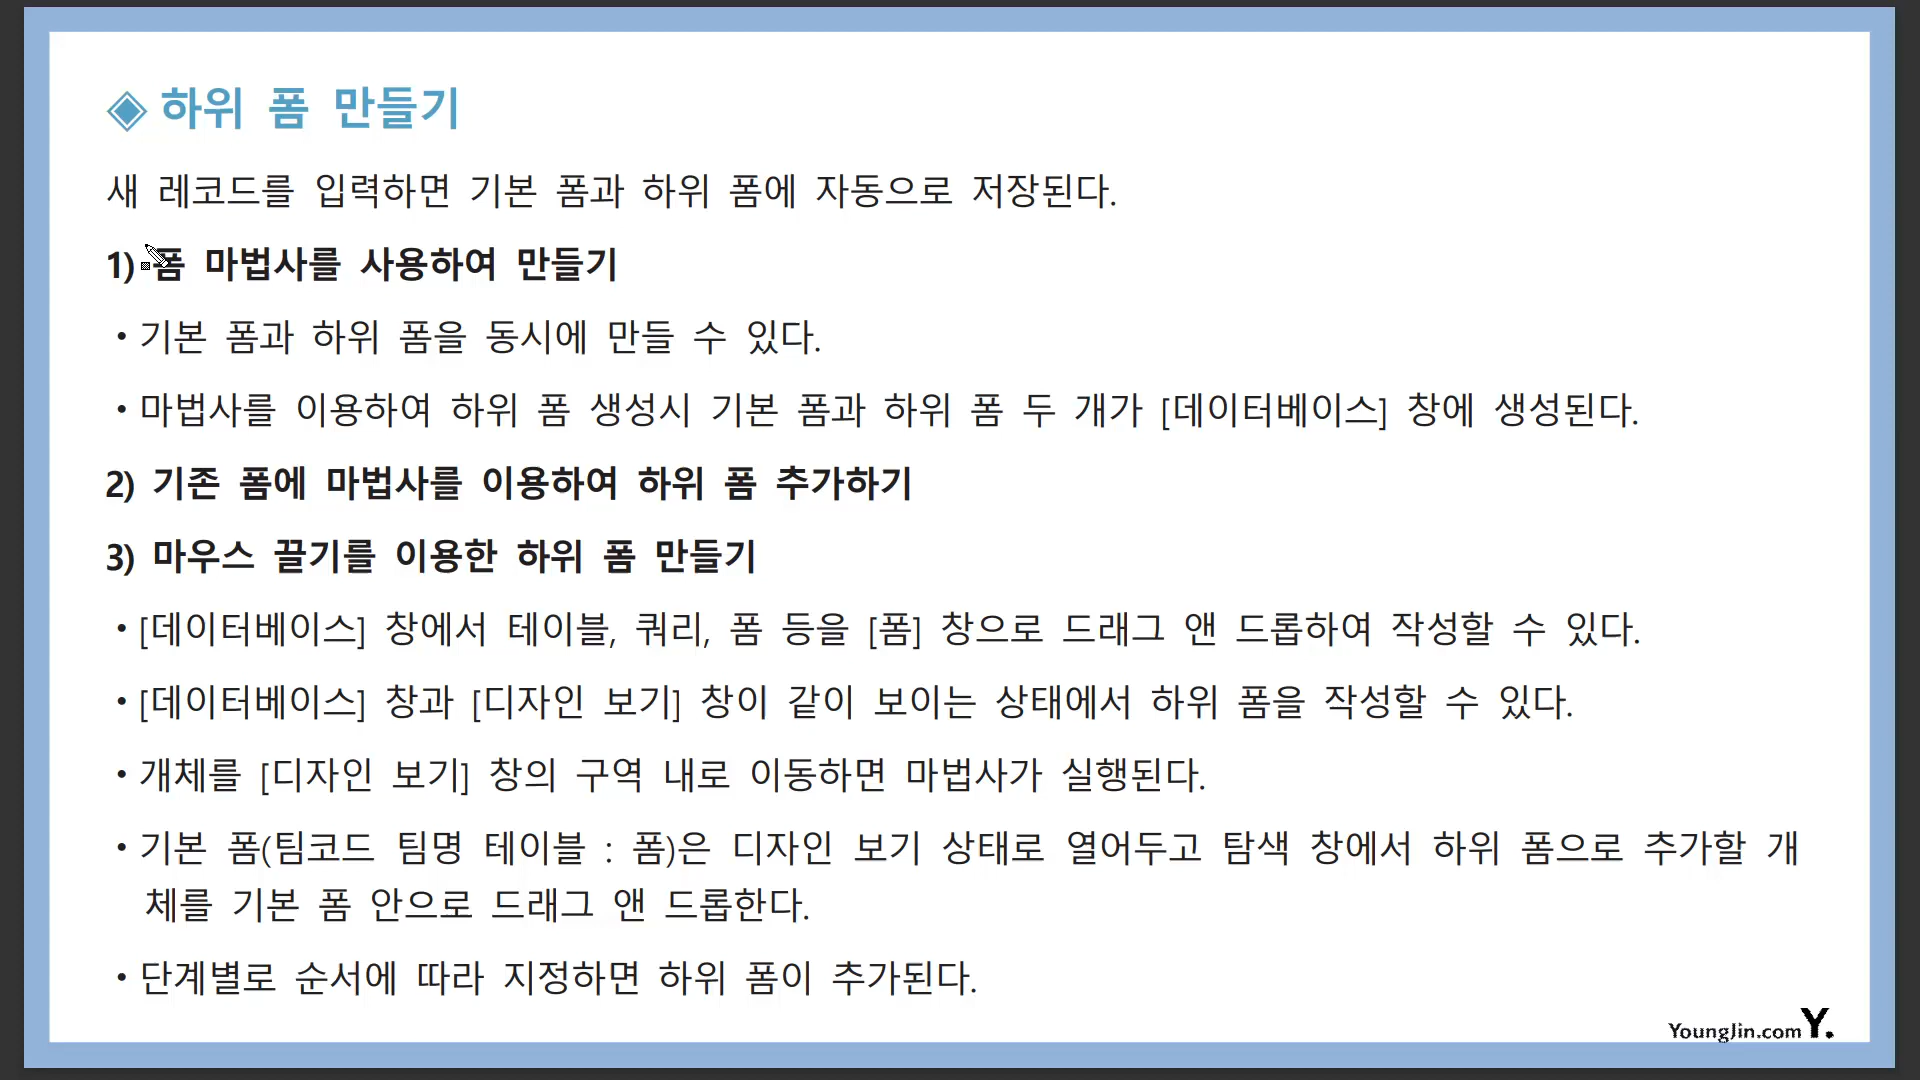 ◈ 하위 폼 만들기
새 레코드를 입력하면 기본 폼과 하위 폼에 자동으로 저장된다.
1) 폼 마법사를 사용하여 만들기
• 기본 폼과 하위 폼을 동시에 만들 수 있다.
• 마법사를 이용하여 하위 폼 생성시 기본 폼과 하위 폼 두 개가 [데이터베이스] 창에 생성된다.
2) 기존 폼에 마법사를 이용하여 하위 폼 추가하기
3) 마우스 끌기를 이용한 하위 폼 만들기
• [데이터베이스] 창에서 테이블, 쿼리, 폼 등을 [폼] 창으로 드래그 앤 드롭하여 작성할 수 있다.
• [데이터베이스] 창과 [디자인 보기] 창이 같이 보이는 상태에서 하위 폼을 작성할 수 있다.
• 개체를 [디자인 보기] 창의 구역 내로 이동하면 마법사가 실행된다.
• 기본 폼(팀코드 팀명 테이블 : 폼)은 디자인 보기 상태로 열어두고 탐색 창에서 하위 폼으로 추가할 개
체를 기본 폼 안으로 드래그 앤 드롭한다.
• 단계별로 순서에 따라 지정하면 하위 폼이 추가된다.
YoungJin.com Y.